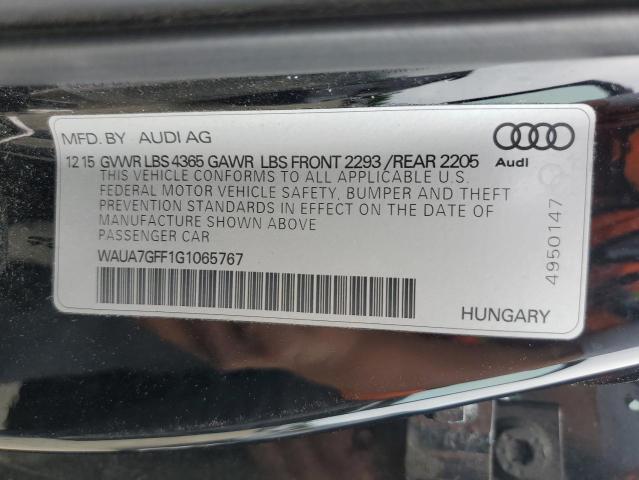 MFD. BY AUDI AG
12 15 GVWR LBS 4365 GAWR LBS FRONT 2293 /REAR 2205
THIS VEHICLE CONFORMS TO ALL APPLICABLE U.S.
FEDERAL MOTOR VEHICLE SAFETY, BUMPER AND THEFT
PREVENTION STANDARDS IN EFFECT ON THE DATE OF
MANUFACTURE SHOWN ABOVE
PASSENGER CAR
WAUA7GFF1G1065767
HUNGARY
Audi
4950147